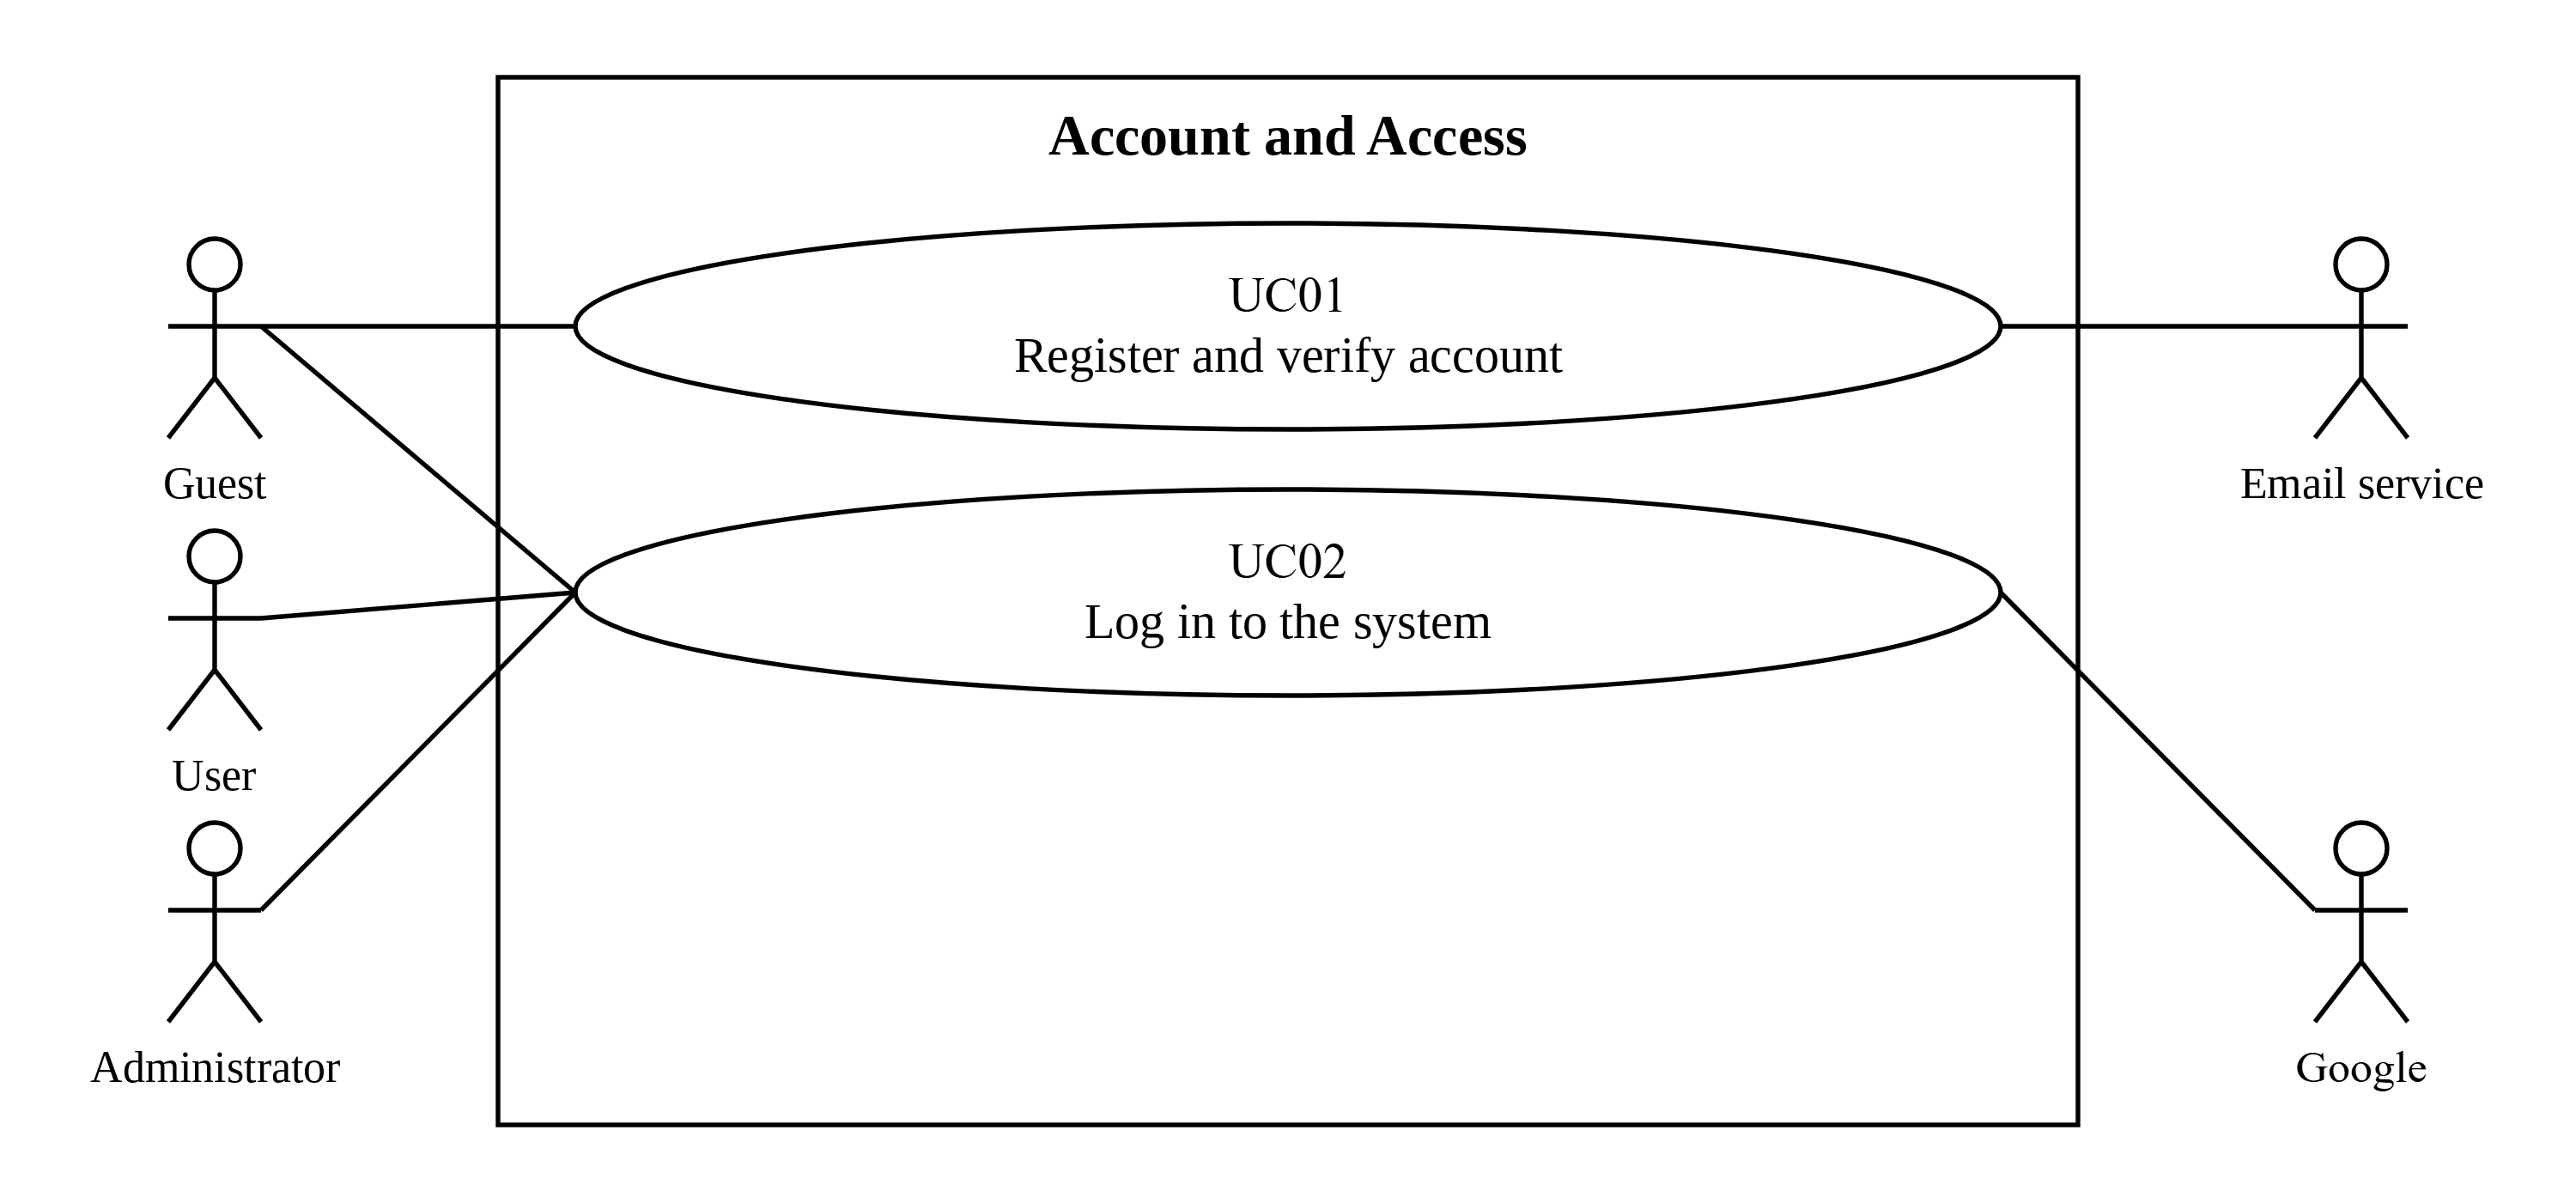 Account and Access
UC01
Register and verify account
Guest
Email service
UC02
Log in to the system
User
Administrator
Google